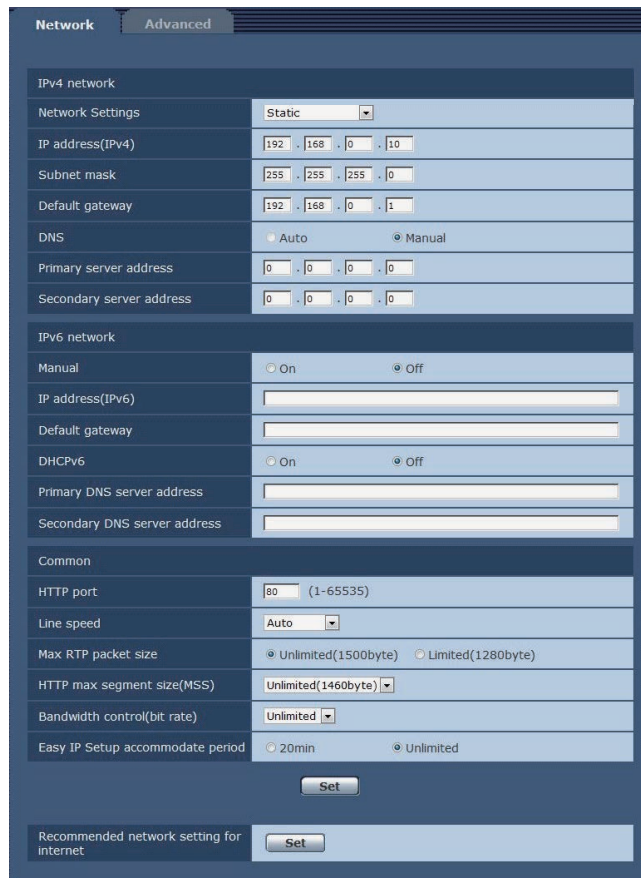 Network Advanced
IPv4 network
Network Settings Static
IP address(IPv4) 192 . 168 . 0 . 10
Subnet mask 255 . 255 . 255 . 0
Default gateway 192 . 168 . 0 . 1
DNS Auto Manual
Primary server address 0 . 0 . 0 . 0
Secondary server address 0 . 0 . 0 . 0
IPv6 network
Manual On Off
IP address(IPv6)
Default gateway
DHCPv6 On Off
Primary DNS server address
Secondary DNS server address
Common
HTTP port 80 (1-65535)
Line speed Auto
Max RTP packet size Unlimited(1500byte) Limited(1280byte)
HTTP max segment size(MSS) Unlimited(1460byte)
Bandwidth control(bit rate) Unlimited
Easy IP Setup accommodate period 20min Unlimited
Set
Recommended network setting for
internet
Set